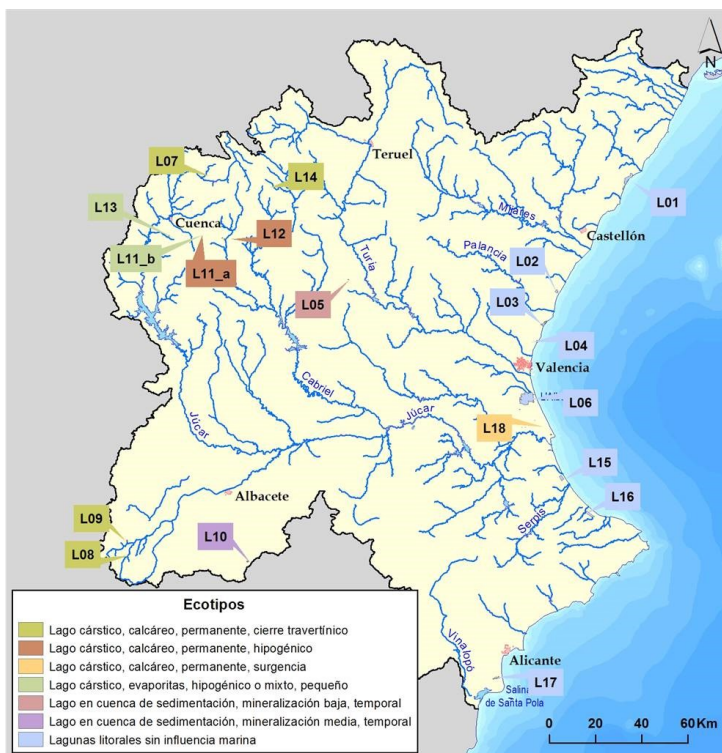 N
L07
Teruel
L14
L01
L13
Cuenca
L12
Mijares
Castellón
Palancia
L02
L11_b
L11_a
Turia
L05
L03
L04
Valencia
Cabriel
L06
Júcar
Júcar
L18
L15
Albacete
L16
L09
Serpis
L10
L08
Ecotipos
Lago cárstico, calcáreo, permanente, cierre travertínico
Lago cárstico, calcáreo, permanente, hipogénico
Lago cárstico, calcáreo, permanente, surgencia
Lago cárstico, evaporitas, hipogénico o mixto, pequeño
Lago en cuenca de sedimentación, mineralización baja, temporal
Lago en cuenca de sedimentación, mineralización media, temporal
Lagunas litorales sin influencia marina
Vinalopó
Alicante
L17
Salina
de Santa Pola
0 20 40 60 Km